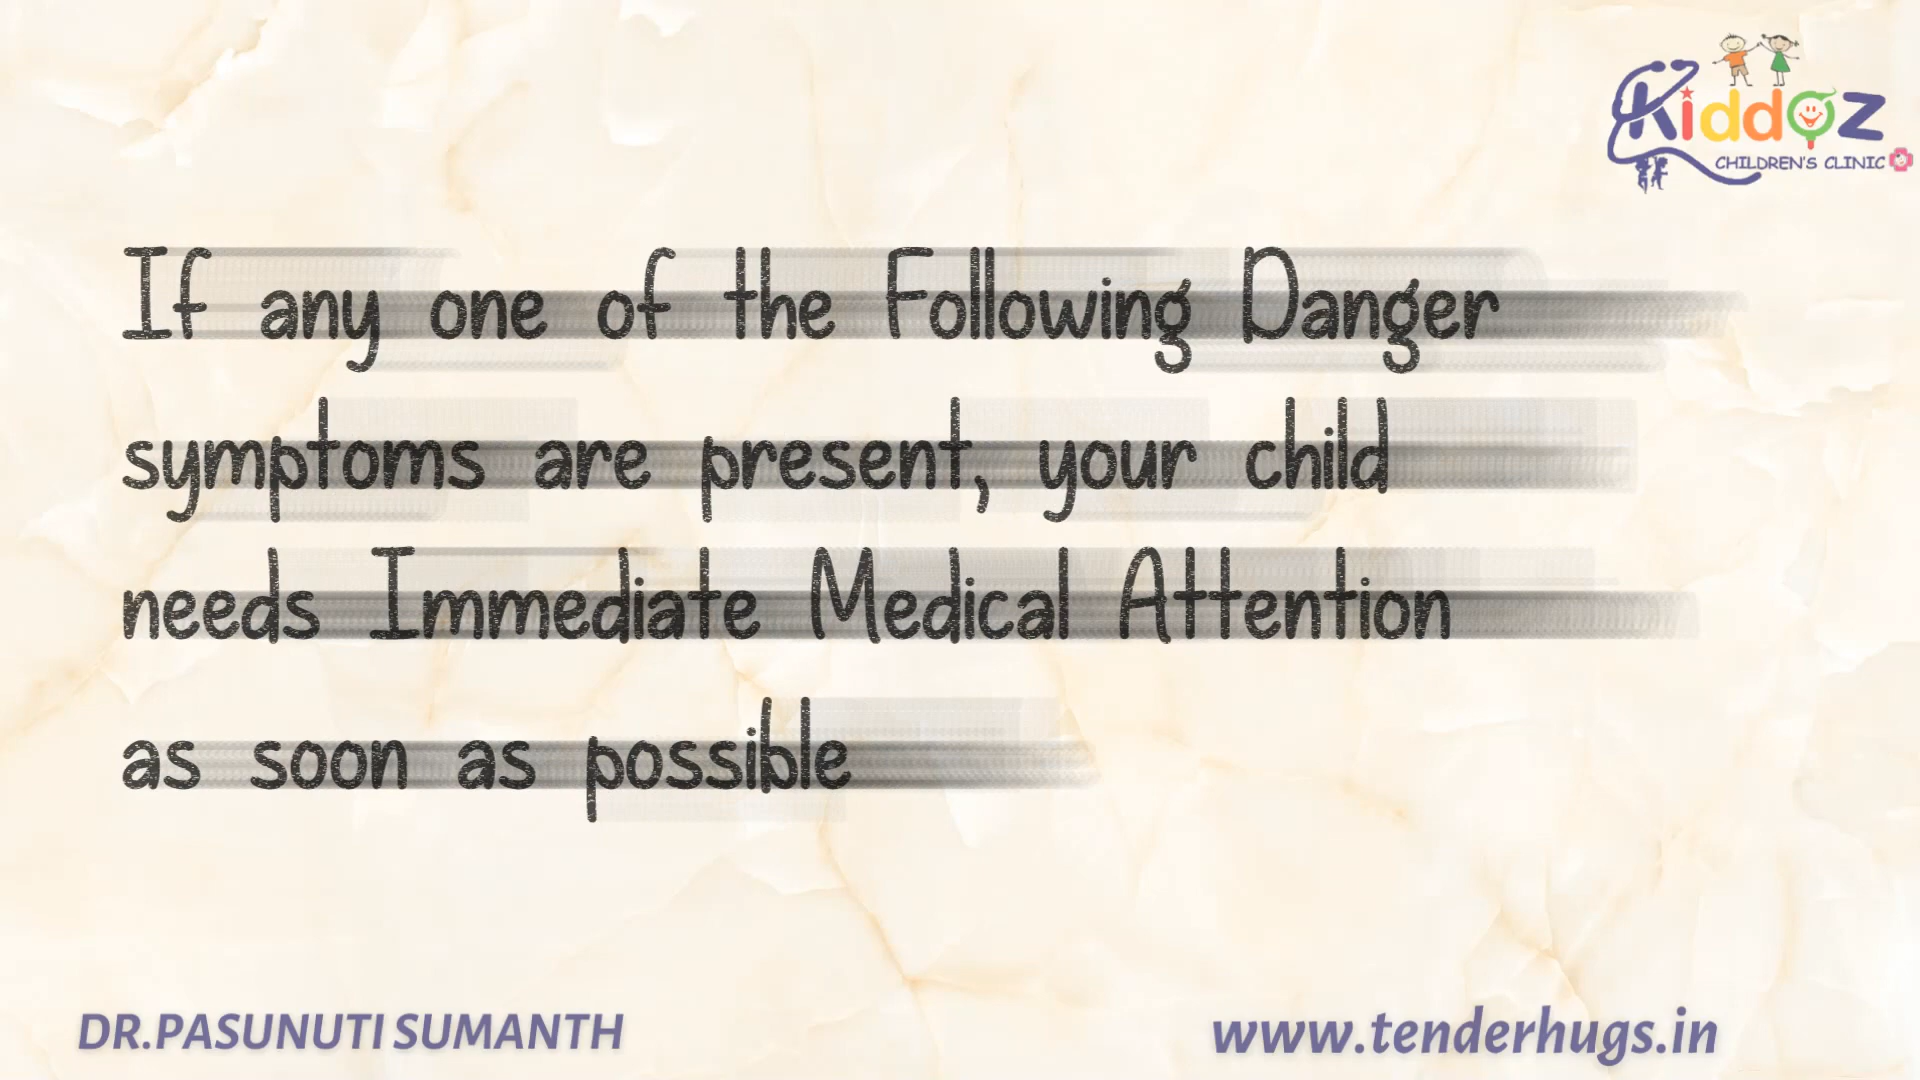 Kiddoz
CHILDREN'S CLINIC
If any one of the Following Danger
symptoms are present, your child
needs Immediate Medical Attention
as soon as possible
DR.PASUNUTI SUMANTH
www.tenderhugs.in